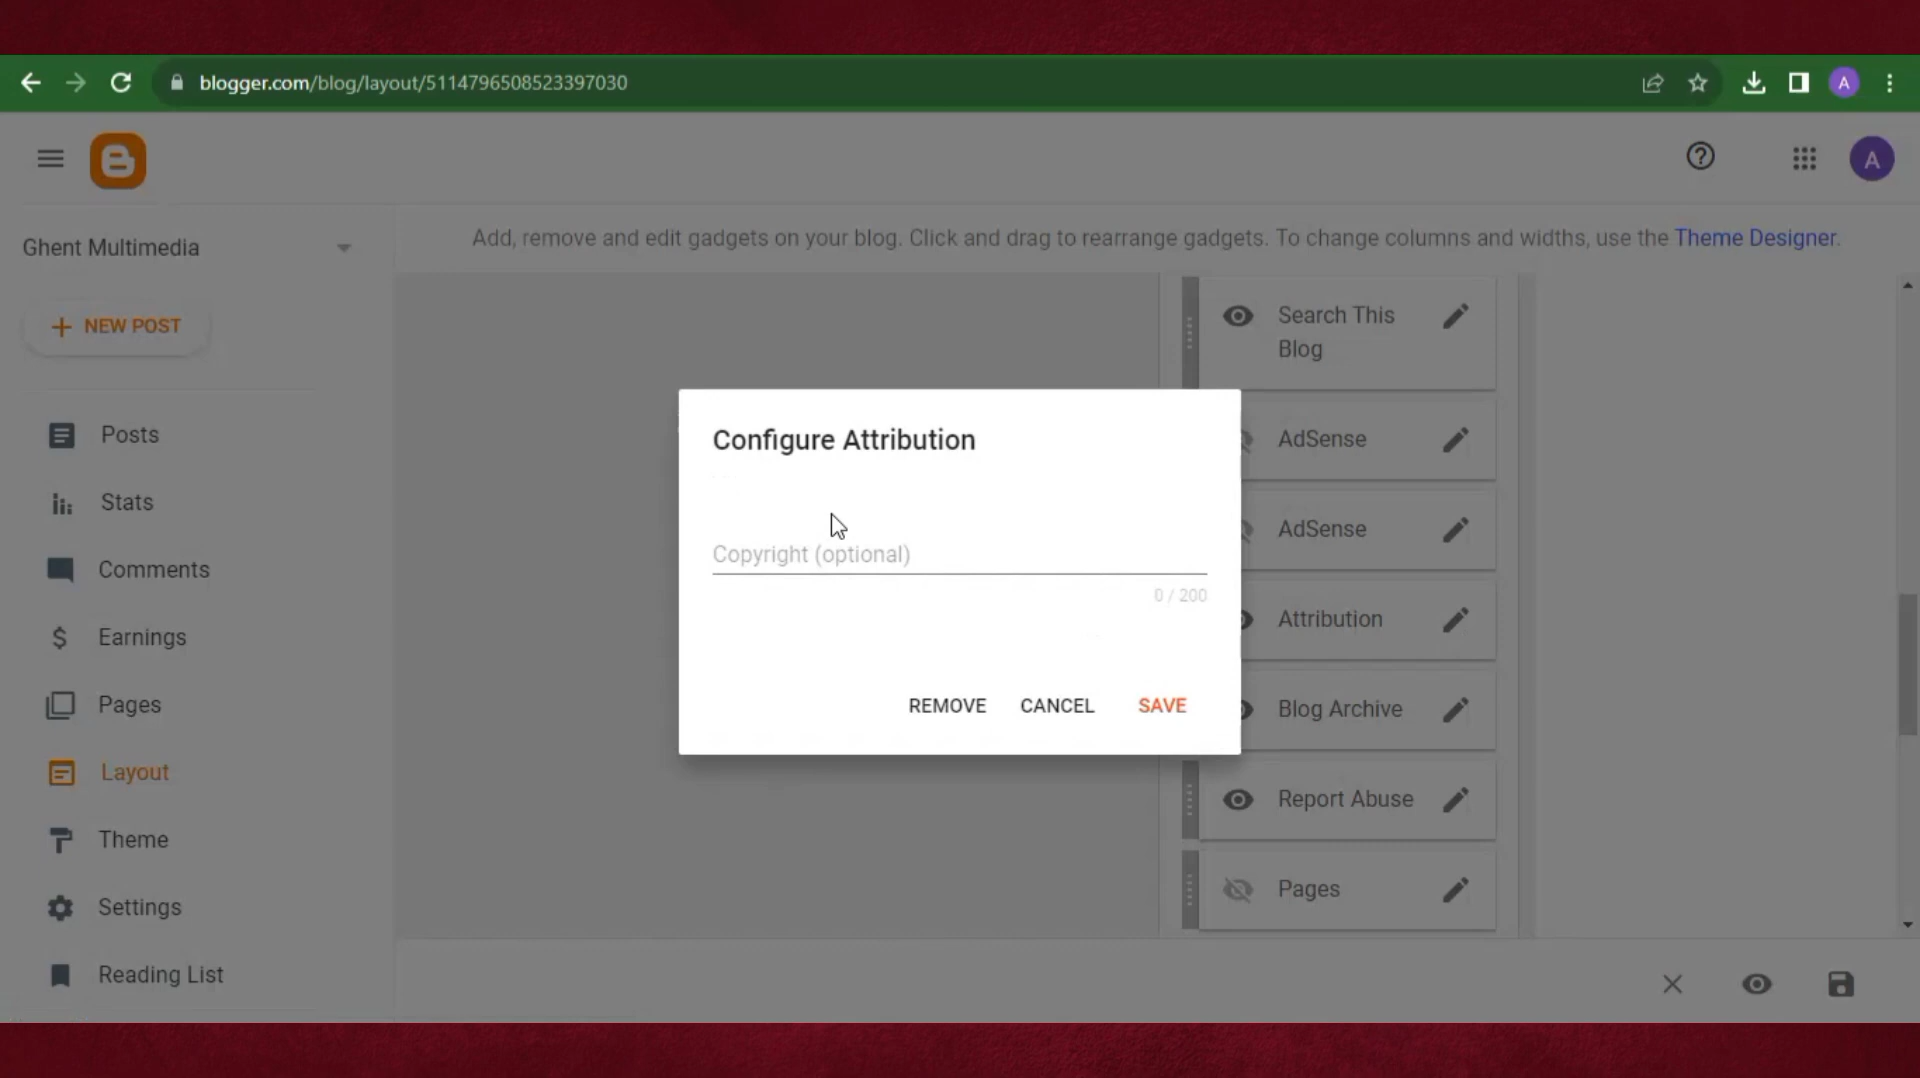 blogger.com/blog/layout/5114796508523397030
A
A
Ghent Multimedia
Add, remove and edit gadgets on your blog. Click and drag to rearrange gadgets. To change columns and widths, use the Theme Designer.
+ NEW POST
Posts
Stats
Comments
Earnings
Pages
Layout
Theme
Settings
Reading List
Search This
Blog
AdSense
AdSense
Attribution
Blog Archive
Report Abuse
Pages
Configure Attribution
Copyright (optional)
0 / 200
REMOVE CANCEL SAVE